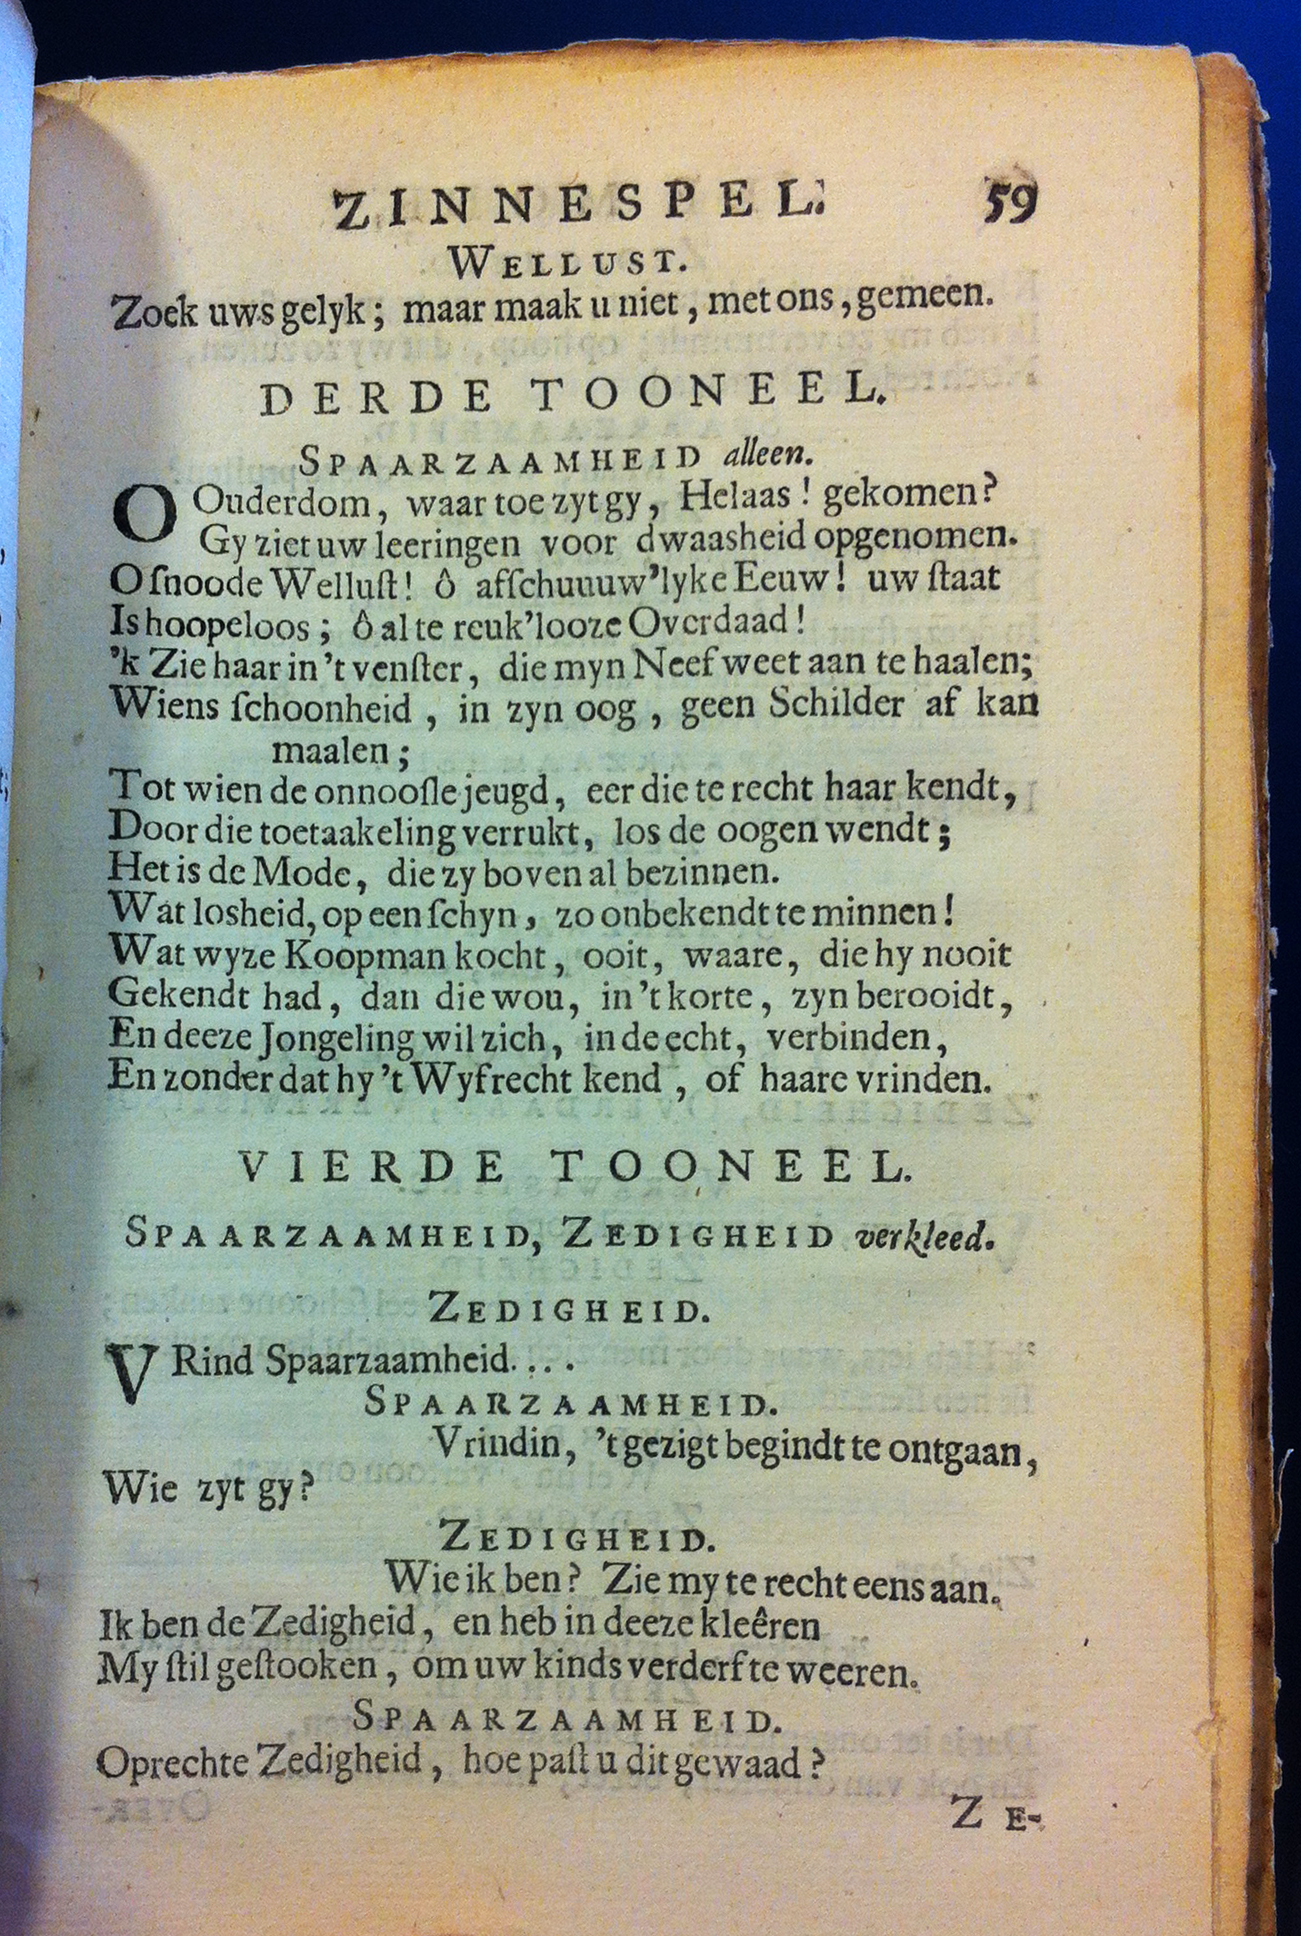 ZINNESPEL. 59
WELLUST.
Zoek uws gelyk; maar maak u niet, met ons, gemeen.
DERDE TOONEEL.
SPAARZAAMHEID alleen.
O Ouderdom, waar toe zyt gy, Helaas! gekomen?
Gy ziet uw leeringen voor dwaasheid opgenomen.
O ſnoode Welluſt! ô afſchuuuw'lyke Eeuw! uw ſtaat
Is hoopeloos; ô al te reuk'looze Overdaad!
'k Zie haar in 't venſter, die myn Neef weet aan te haalen;
Wiens ſchoonheid, in zyn oog, geen Schilder af kan
maalen;
Tot wien de onnooſle jeugd, eer die te recht haar kendt,
Door die toetaakeling verrukt, los de oogen wendt;
Het is de Mode, die zy boven al bezinnen.
Wat losheid, op een ſchyn, zo onbekendt te minnen!
Wat wyze Koopman kocht, ooit, waare, die hy nooit
Gekendt had, dan die wou, in 't korte, zyn berooidt,
En deeze Jongeling wil zich, in de echt, verbinden,
En zonder dat hy 't Wyf recht kend, of haare vrinden.
VIERDE TOONEEL.
SPAARZAAMHEID, ZEDIGHEID verkleed.
ZEDIGHEID.
VRind Spaarzaamheid....
SPAARZAAMHEID.
Vrindin, 't gezigt begindt te ontgaan,
Wie zyt gy?
ZEDIGHEID.
Wie ik ben? Zie my te recht eens aan.
Ik ben de Zedigheid, en heb in deeze kleêren
My ſtil geſtooken, om uw kinds verderf te weeren.
SPAARZAAMHEID.
Oprechte Zedigheid, hoe paſt u dit gewaad?
ZE-